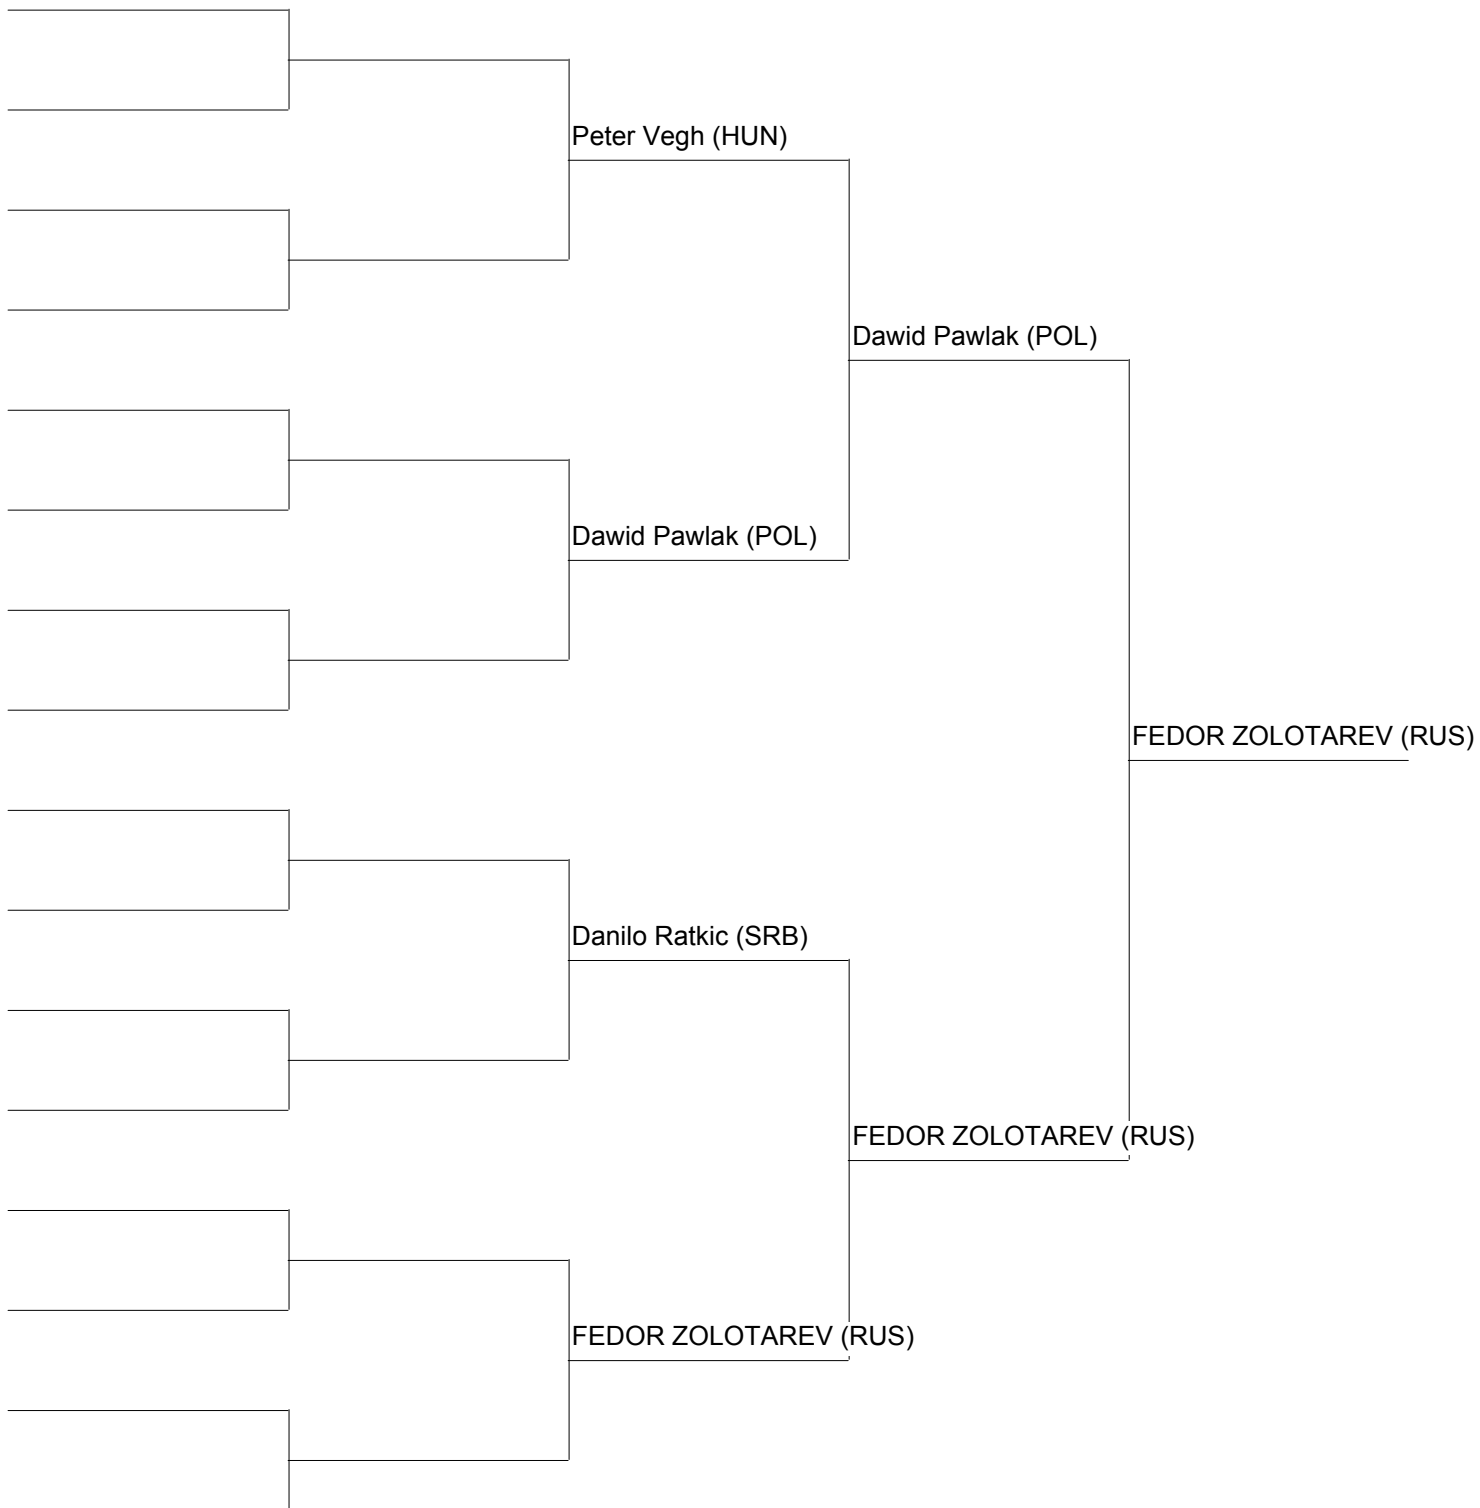 Peter Vegh (HUN)
Dawid Pawlak (POL)
Dawid Pawlak (POL)
FEDOR ZOLOTAREV (RUS)
Danilo Ratkic (SRB)
FEDOR ZOLOTAREV (RUS)
FEDOR ZOLOTAREV (RUS)